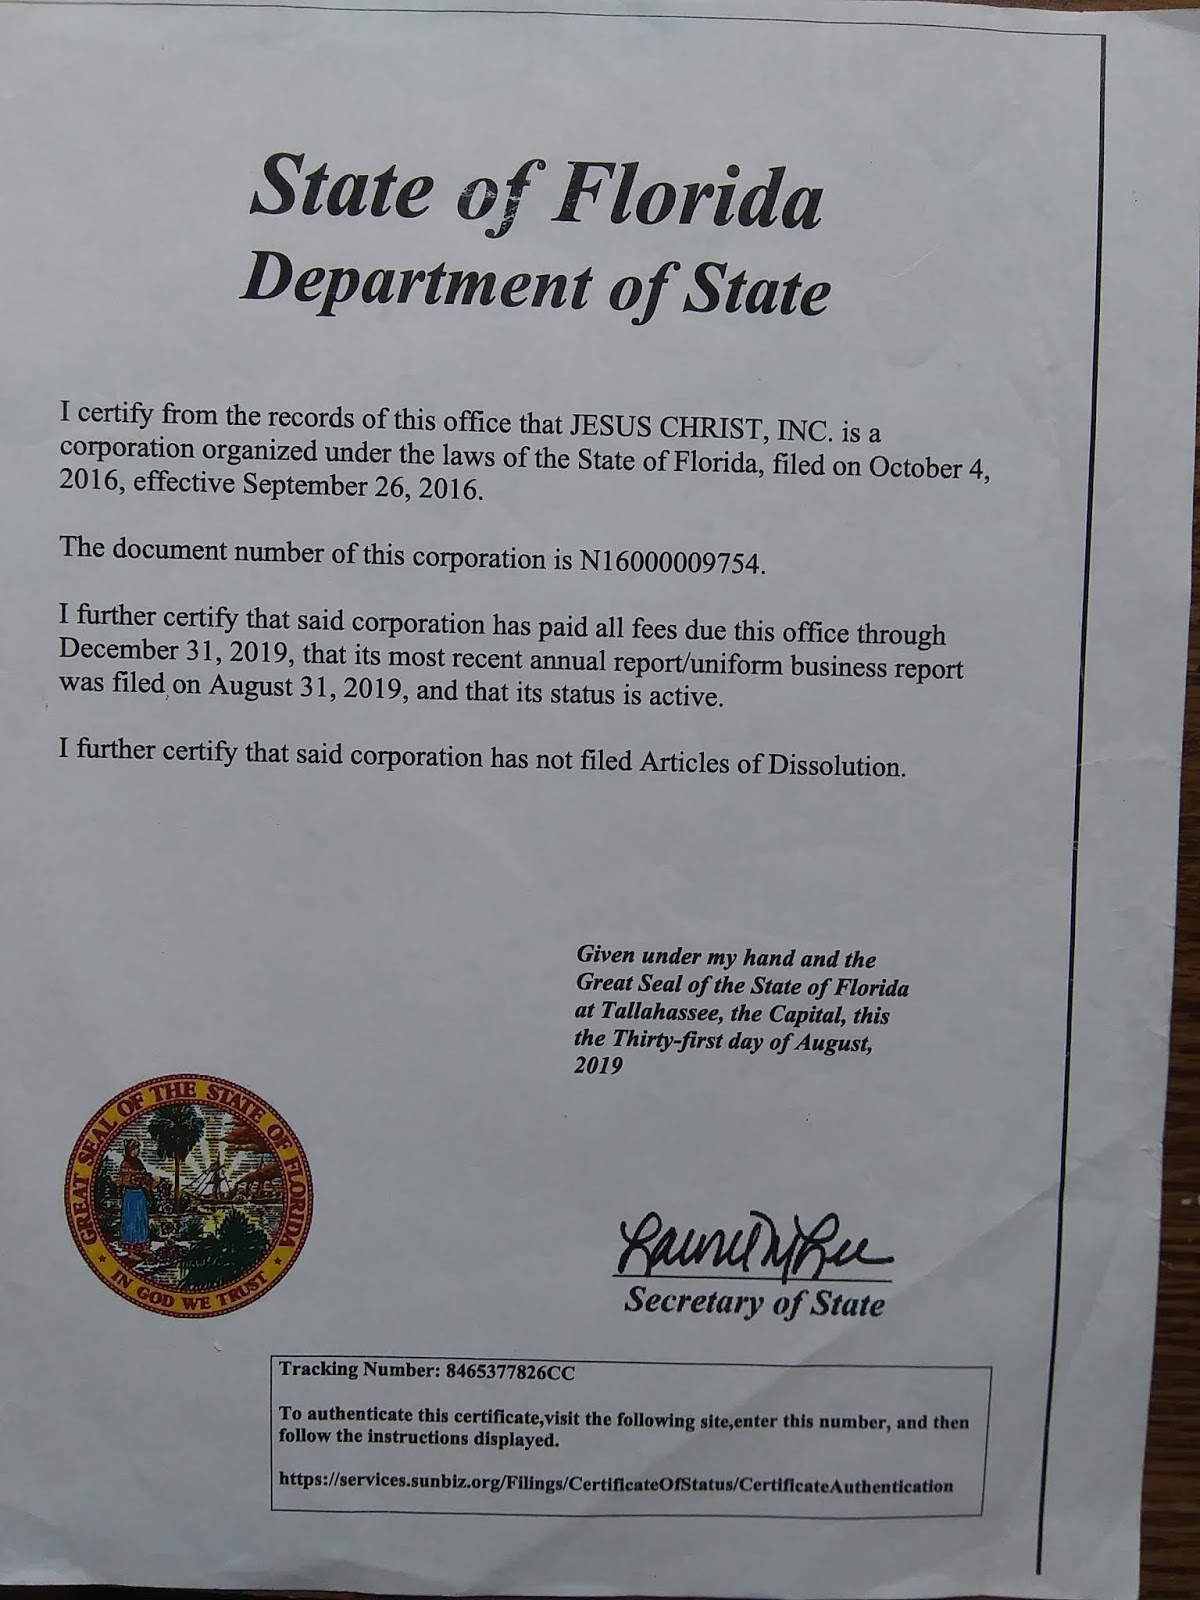 State of Florida
Department of State
I certify from the records of this office that JESUS CHRIST, INC. is a
corporation organized under the laws of the State of Florida, filed on October 4,
2016, effective September 26, 2016.
The document number of this corporation is N16000009754.
I further certify that said corporation has paid all fees due this office through
December 31, 2019, that its most recent annual report/uniform business report
was filed on August 31, 2019, and that its status is active.
I further certify that said corporation has not filed Articles of Dissolution.
Given under my hand and the
Great Seal of the State of Florida
at Tallahassee, the Capital, this
the Thirty-first day of August,
2019
GREAT SEAL OF THE STATE OF FLORIDA
IN GOD WE TRUST
Laurel M Lee
Secretary of State
Tracking Number: 8465377826CC
To authenticate this certificate,visit the following site,enter this number, and then
follow the instructions displayed.
https://services.sunbiz.org/Filings/CertificateOfStatus/CertificateAuthentication